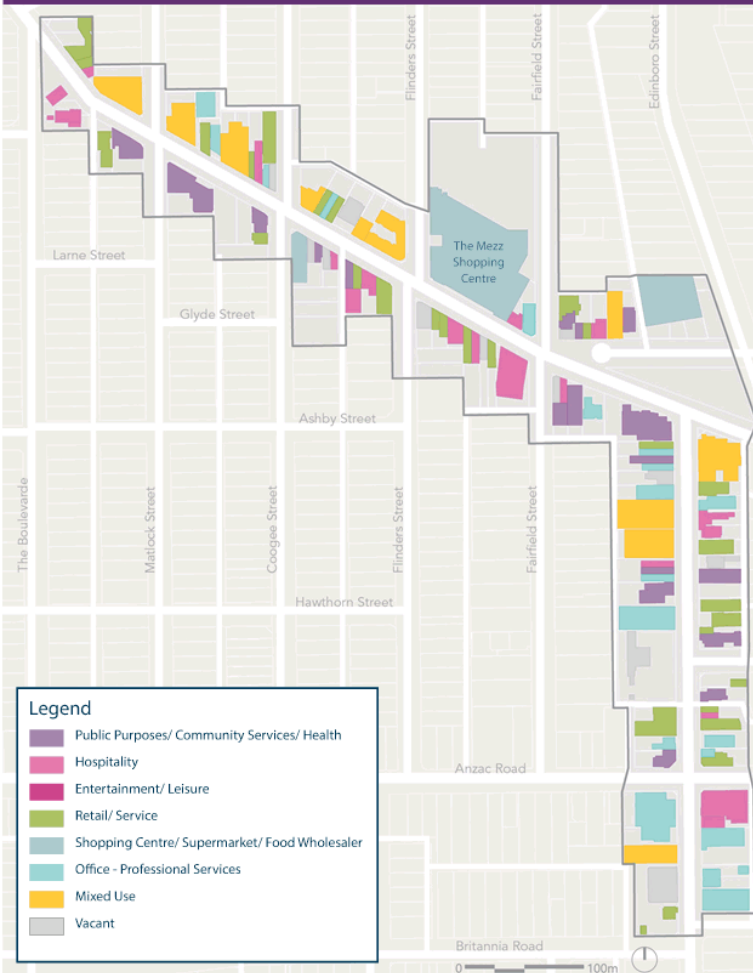 Flinders Street
Fairfield Street
Edinboro Street
The Mezz
Shopping
Centre
Larne Street
Glyde Street
Ashby Street
The Boulevarde
Matlock Street
Coogee Street
Flinders Street
Fairfield Street
Hawthorn Street
Legend
Public Purposes/ Community Services/ Health
Hospitality
Entertainment/ Leisure
Retail/ Service
Shopping Centre/ Supermarket/ Food Wholesaler
Office - Professional Services
Mixed Use
Vacant
Anzac Road
Britannia Road
0 100m